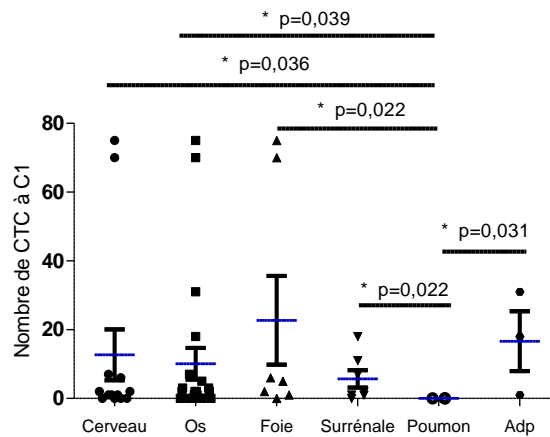 * p=0,039
* p=0,036
* p=0,022
* p=0,031
* p=0,022
Nombre de CTC à C1
80
60
40
20
0
Cerveau Os Foie Surrénale Poumon Adp